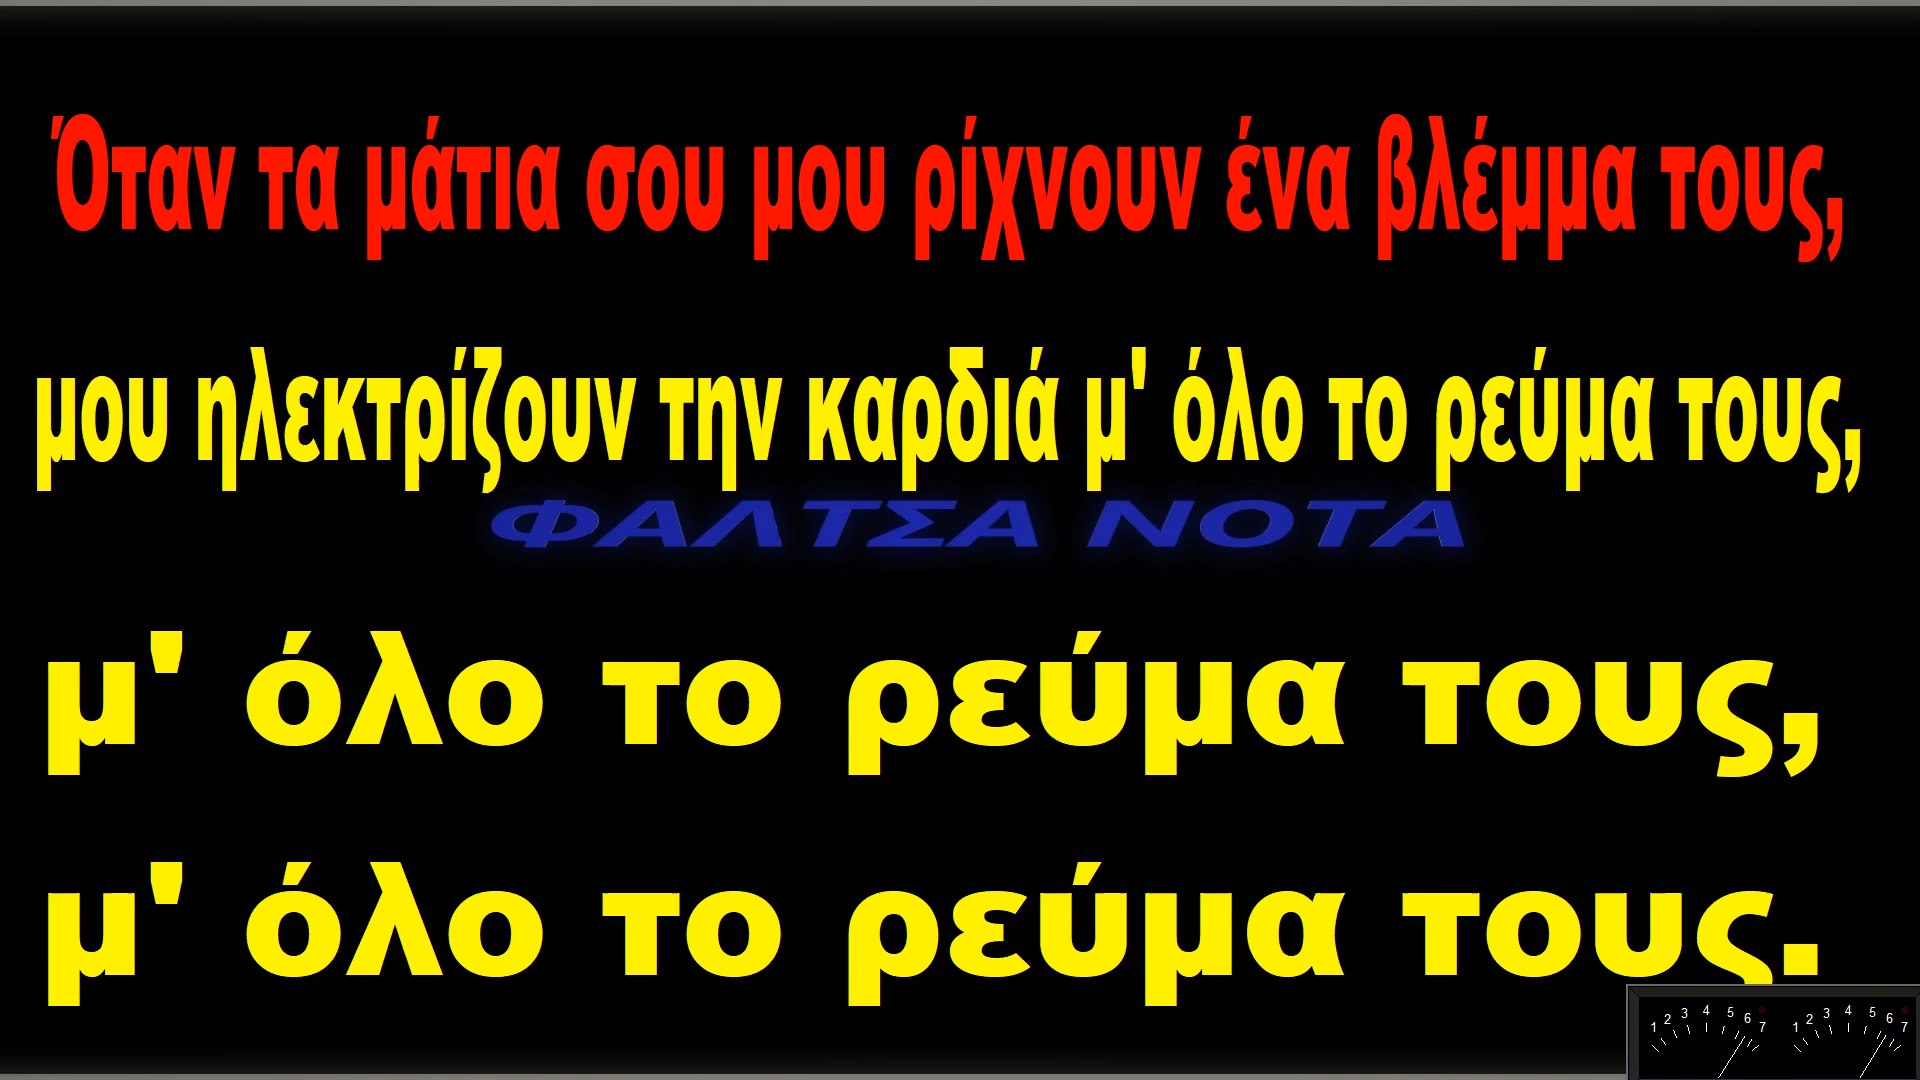 Όταν τα μάτια σου μου ρίχνουν ένα βλέμμα τους,
μου ηλεκτρίζουν την καρδιά μ' όλο το ρεύμα τους,
ΦΑΛΤΣΑ ΝΟΤΑ
μ' όλο το ρεύμα τους,
μ' όλο το ρεύμα τους.
1 2 3 4 5 6 7 1 2 3 4 5 6 7